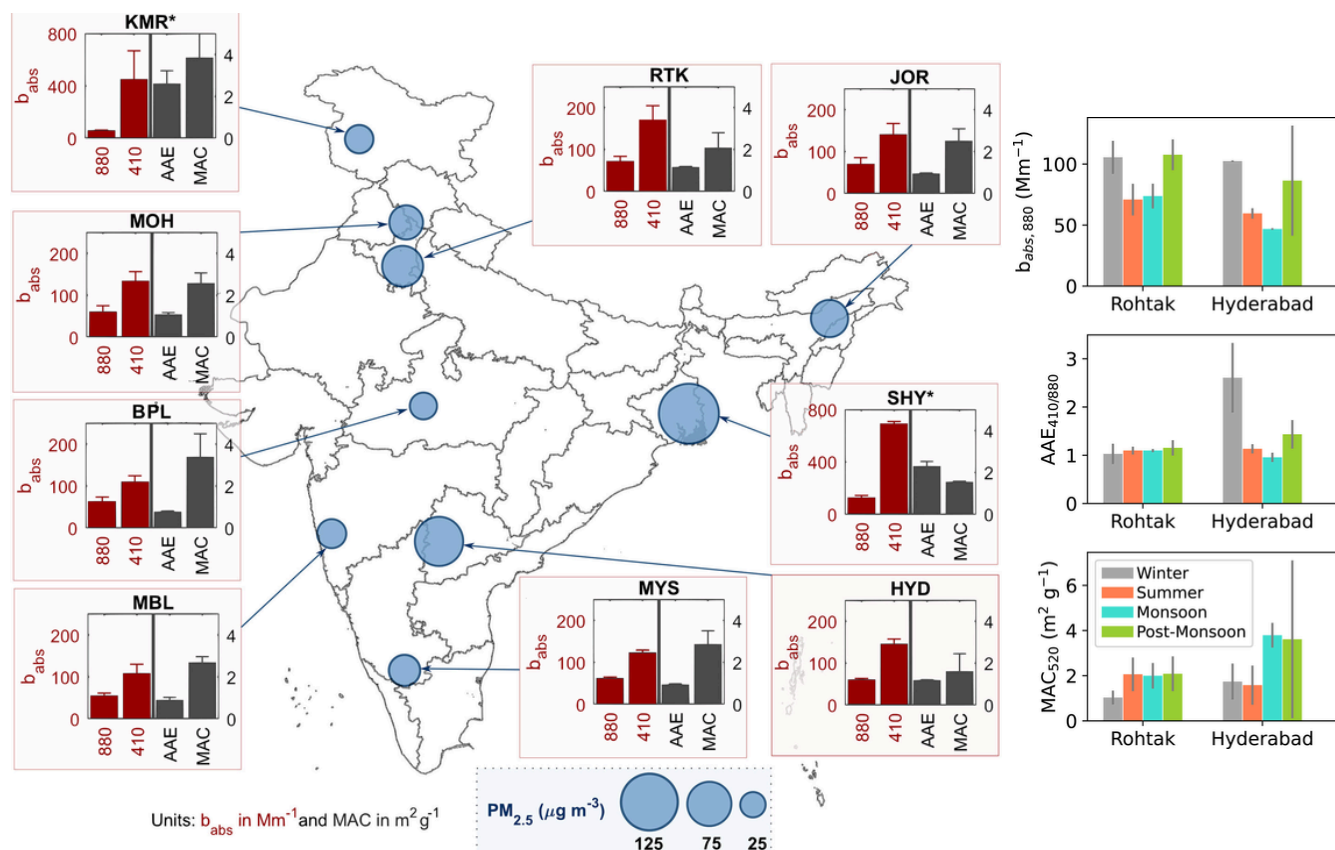 KMR*
800
400
0
b_abs
4
2
0
880 410 AAE MAC
RTK
200
100
0
b_abs
4
2
0
880 410 AAE MAC
JOR
200
100
0
b_abs
4
2
0
880 410 AAE MAC
MOH
200
100
0
b_abs
4
2
0
880 410 AAE MAC
BPL
200
100
0
b_abs
4
2
0
880 410 AAE MAC
SHY*
800
400
0
b_abs
4
2
0
880 410 AAE MAC
MBL
200
100
0
b_abs
4
2
0
880 410 AAE MAC
MYS
200
100
0
b_abs
4
2
0
880 410 AAE MAC
HYD
200
100
0
b_abs
4
2
0
880 410 AAE MAC
Units: b_abs in Mm⁻¹ and MAC in m² g⁻¹
PM₂.₅ (μg m⁻³)
125 75 25
b_abs, 880 (Mm⁻¹)
100
50
0
Rohtak Hyderabad
AAE₄₁₀/₈₈₀
3
2
1
0
Rohtak Hyderabad
MAC₅₂₀ (m² g⁻¹)
6
4
2
0
Winter
Summer
Monsoon
Post-Monsoon
Rohtak Hyderabad